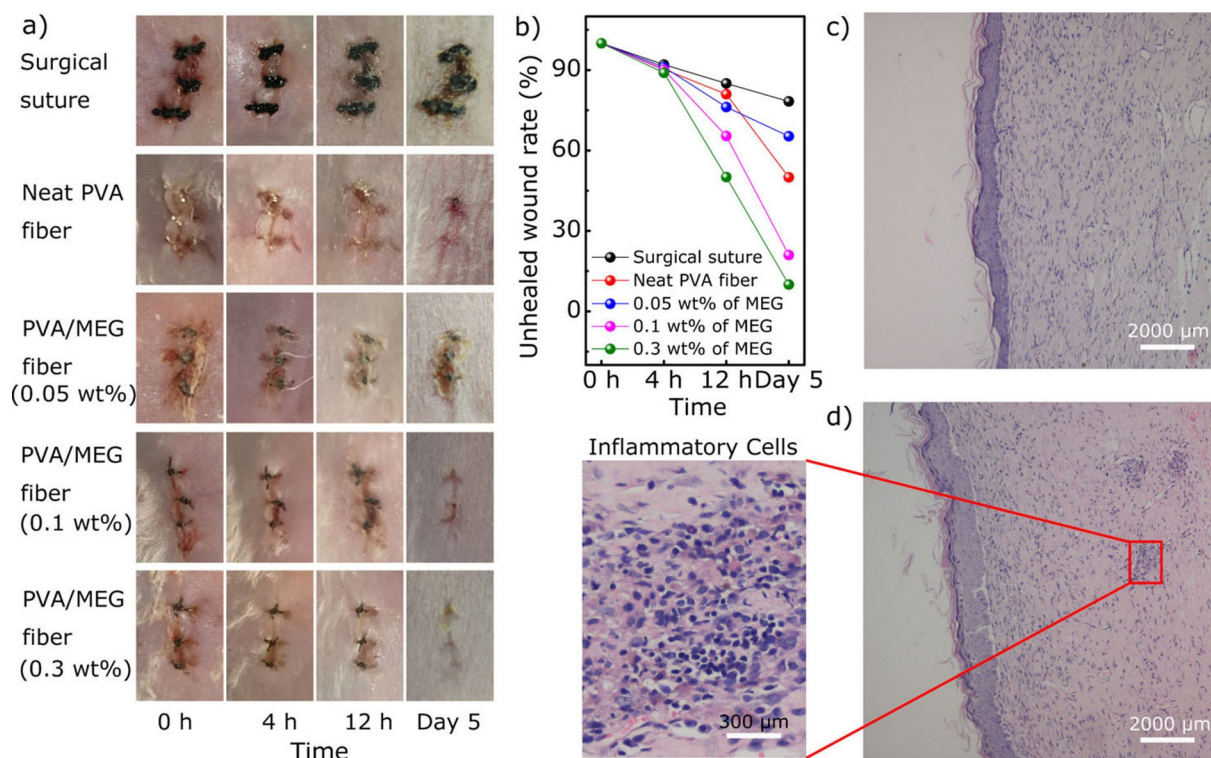 a)
Surgical
suture
Neat PVA
fiber
PVA/MEG
fiber
(0.05 wt%)
PVA/MEG
fiber
(0.1 wt%)
PVA/MEG
fiber
(0.3 wt%)
0 h 4 h 12 h Day 5
Time
b)
Unhealed wound rate (%)
90
60
30
0
Surgical suture
Neat PVA fiber
0.05 wt% of MEG
0.1 wt% of MEG
0.3 wt% of MEG
0 h 4 h 12 h Day 5
Time
c)
2000 µm
Inflammatory Cells
300 µm
d)
2000 µm